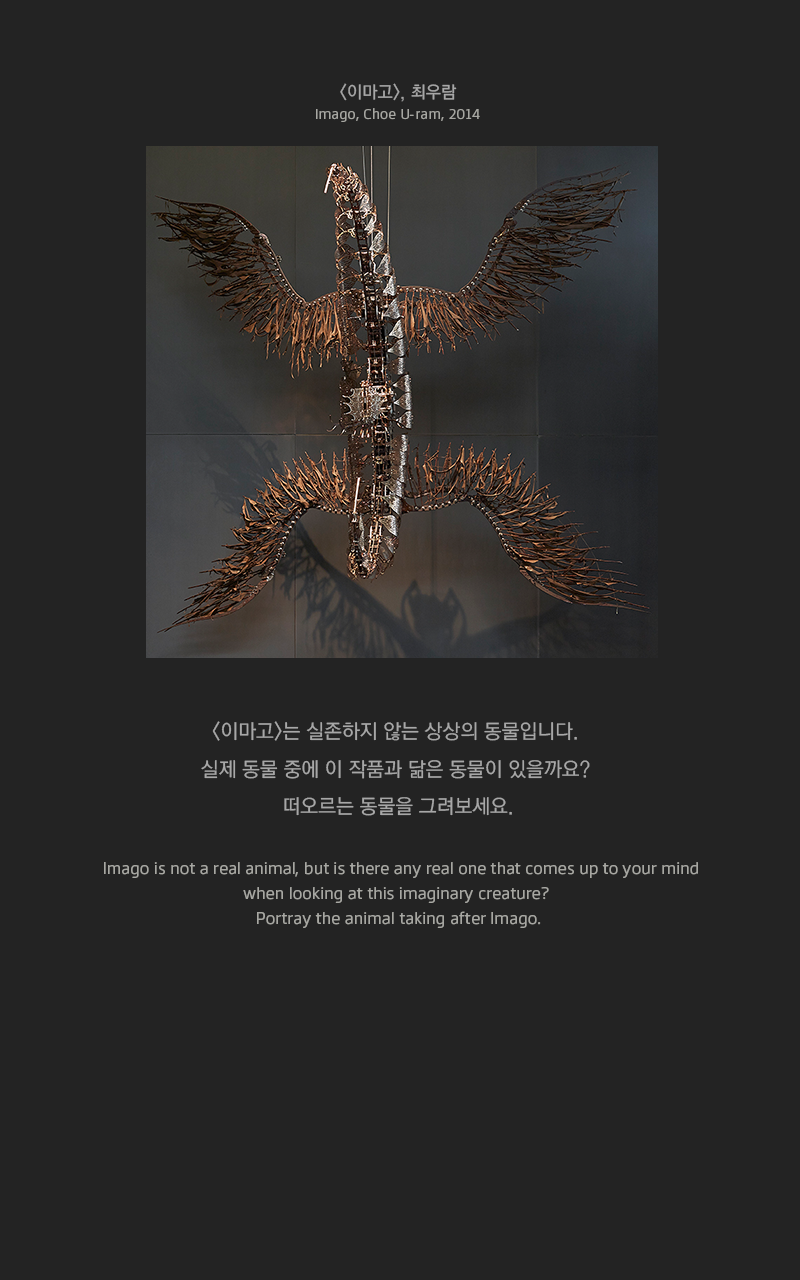 〈이마고〉, 최우람
Imago, Choe U-ram, 2014
〈이마고〉는 실존하지 않는 상상의 동물입니다.
실제 동물 중에 이 작품과 닮은 동물이 있을까요?
떠오르는 동물을 그려보세요.
Imago is not a real animal, but is there any real one that comes up to your mind
when looking at this imaginary creature?
Portray the animal taking after Imago.